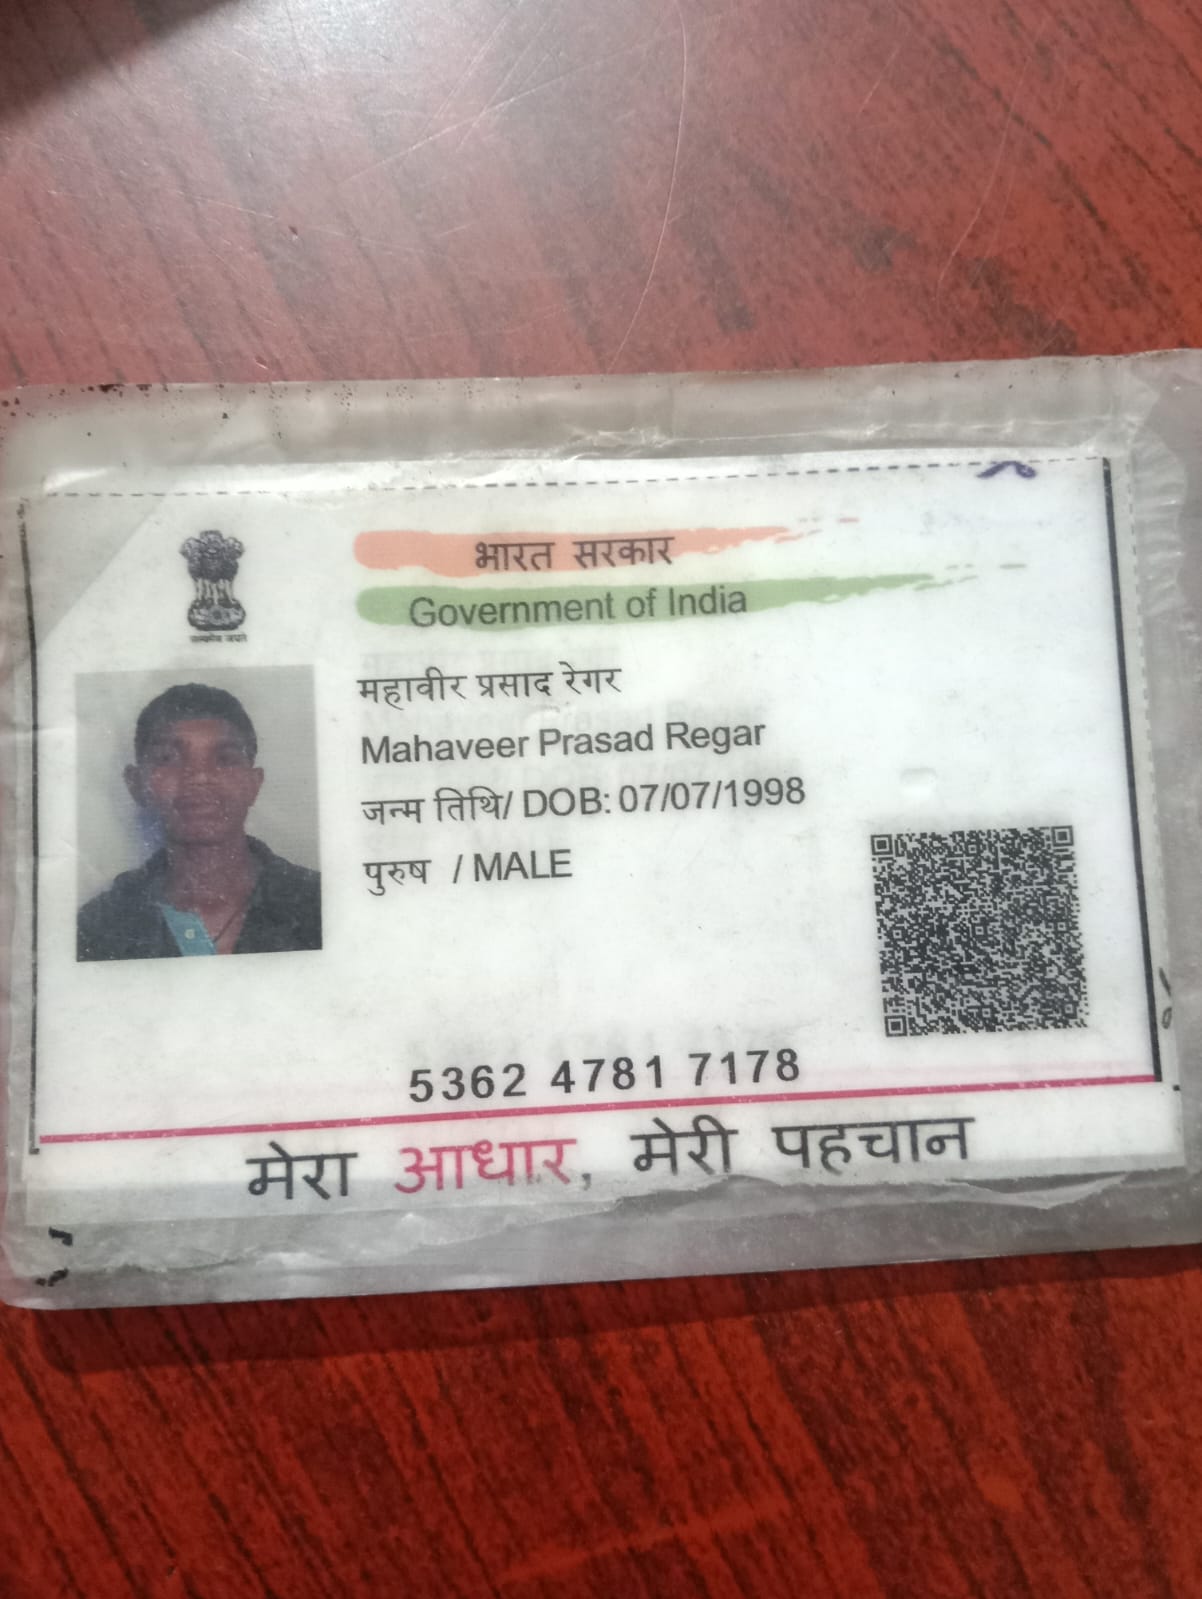 भारत सरकार
Government of India
सत्यमेव जयते
महावीर प्रसाद रेगर
Mahaveer Prasad Regar
जन्म तिथि/ DOB: 07/07/1998
पुरुष / MALE
5362 4781 7178
मेरा आधार, मेरी पहचान